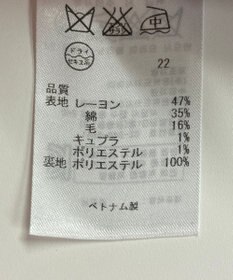 中
ドライ
セキユ系
22
品質
表地 レーヨン 47%
綿 35%
毛 16%
キュプラ 1%
ポリエステル 1%
裏地 ポリエステル 100%
ベトナム製